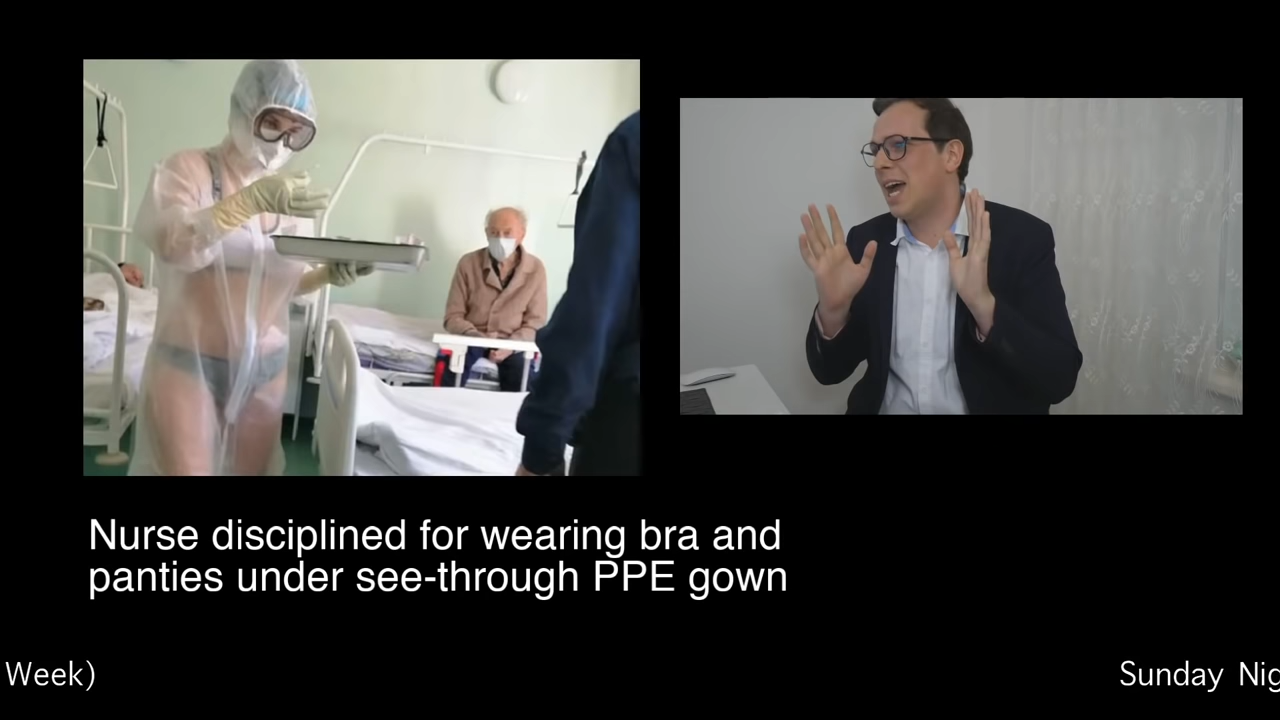 Nurse disciplined for wearing bra and
panties under see-through PPE gown
Week) Sunday Nig